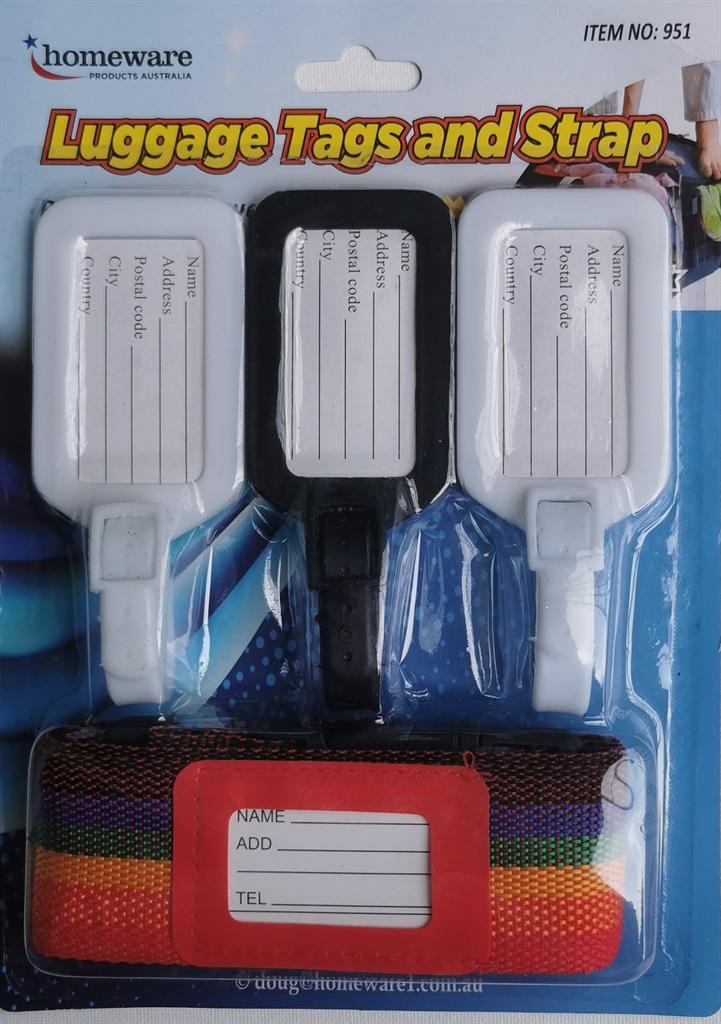 homeware
PRODUCTS AUSTRALIA
ITEM NO: 951
Luggage Tags and Strap
Name
Address
Postal code
City
Country
Name
Address
Postal code
City
Country
Name
Address
Postal code
City
Country
NAME
ADD
TEL
© doug@homeware1.com.au